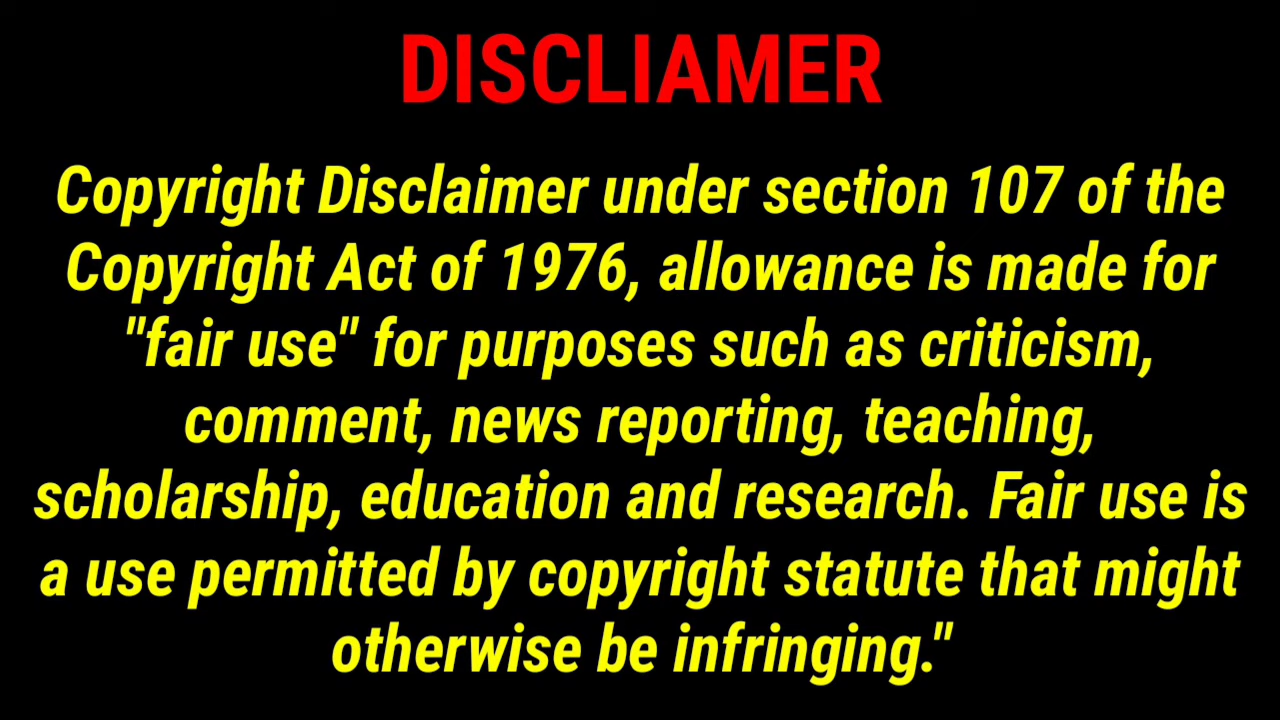 DISCLIAMER
Copyright Disclaimer under section 107 of the
Copyright Act of 1976, allowance is made for
"fair use" for purposes such as criticism,
comment, news reporting, teaching,
scholarship, education and research. Fair use is
a use permitted by copyright statute that might
otherwise be infringing."